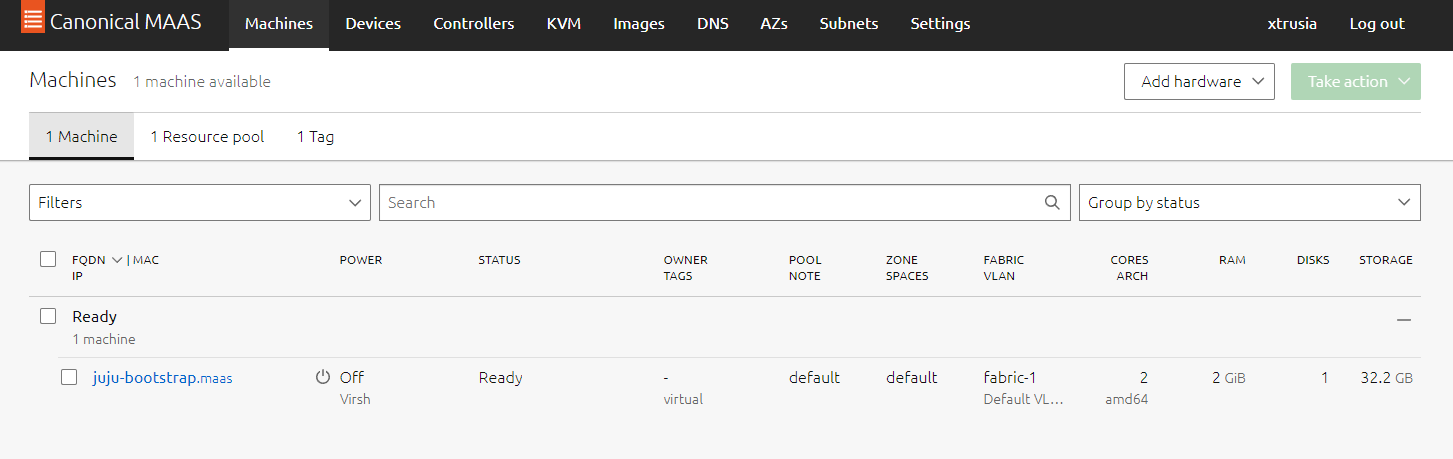 Canonical MAAS Machines Devices Controllers KVM Images DNS AZs Subnets Settings xtrusia Log out
Machines 1 machine available Add hardware Take action
1 Machine 1 Resource pool 1 Tag
Filters Search Group by status
FQDN | MAC POWER STATUS OWNER POOL ZONE FABRIC CORES RAM DISKS STORAGE
IP TAGS NOTE SPACES VLAN ARCH
Ready
1 machine
juju-bootstrap.maas Off Ready - default default fabric-1 2 2 GiB 1 32.2 GB
Virsh virtual Default VL... amd64